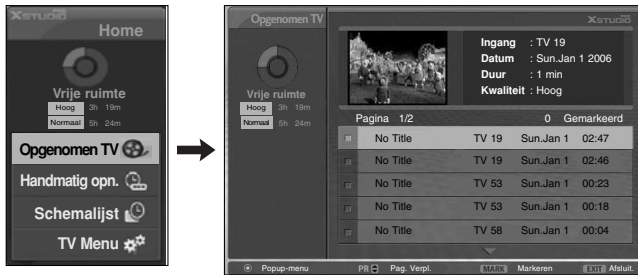 XSTUDIO
Home
Vrije ruimte
Hoog 3h 19m
Normaal 5h 24m
Opgenomen TV
Handmatig opn.
Schemalijst
TV Menu
Opgenomen TV
XSTUDIO
Vrije ruimte
Hoog 3h 19m
Normaal 5h 24m
Ingang : TV 19
Datum : Sun.Jan 1 2006
Duur : 1 min
Kwaliteit : Hoog
Pagina 1/2 0 Gemarkeerd
No Title TV 19 Sun.Jan 1 02:47
No Title TV 19 Sun.Jan 1 02:46
No Title TV 53 Sun.Jan 1 00:23
No Title TV 53 Sun.Jan 1 00:18
No Title TV 58 Sun.Jan 1 00:04
Popup-menu PR Pag. Verpl. MARK Markeren EXIT Afsluit.